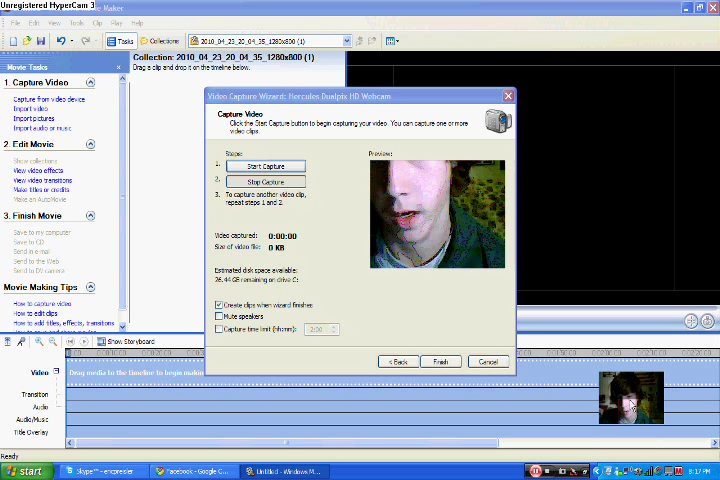 Unregistered HyperCam 3
e Maker
File Edit View Tools Clip Play Help
Tasks Collections 2010_04_23_20_04_35_1280x800 (1)
Movie Tasks
Collection: 2010_04_23_20_04_35_1280x800 (1)
Drag a clip and drop it on the timeline below.
1. Capture Video
Capture from video device
Import video
Import pictures
Import audio or music
2. Edit Movie
Show collections
View video effects
View video transitions
Make titles or credits
Make an AutoMovie
3. Finish Movie
Save to my computer
Save to CD
Send in e-mail
Send to the Web
Send to DV camera
Movie Making Tips
How to capture video
How to edit clips
How to add titles, effects, transitions
Video Capture Wizard: Hercules Dualpix HD Webcam
Capture Video
Click the Start Capture button to begin capturing your video. You can capture one or more
video clips.
Steps:
Preview:
1. Start Capture
2. Stop Capture
3. To capture another video clip,
repeat steps 1 and 2.
Video captured: 0:00:00
Size of video file: 0 KB
Estimated disk space available:
26.44 GB remaining on drive C:
Create clips when wizard finishes
Mute speakers
Capture time limit (hh:mm): 2:00
< Back Finish Cancel
Show Storyboard
Video
Drag media to the timeline to begin makin
Transition
Audio
Audio/Music
Title Overlay
Ready
start Skype™ - ericpreisler Facebook - Google C... Untitled - Windows M... 8:17 PM